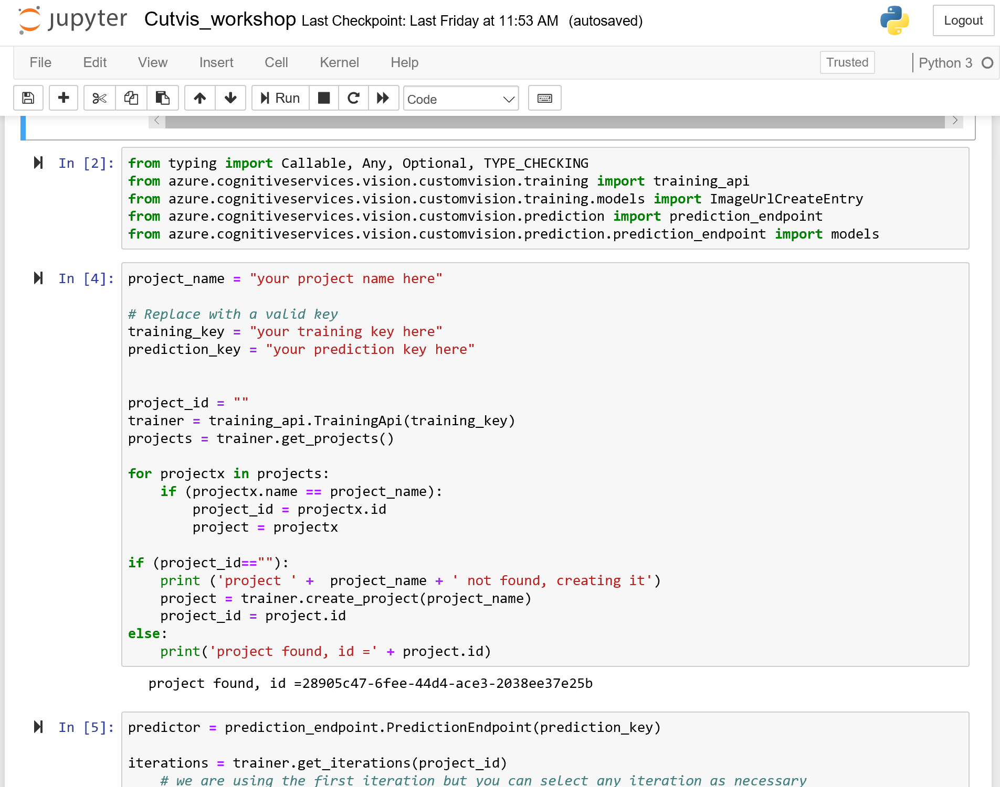 jupyter Cutvis_workshop Last Checkpoint: Last Friday at 11:53 AM (autosaved) Logout
File Edit View Insert Cell Kernel Help Trusted Python 3
Run Code
In [2]: from typing import Callable, Any, Optional, TYPE_CHECKING
from azure.cognitiveservices.vision.customvision.training import training_api
from azure.cognitiveservices.vision.customvision.training.models import ImageUrlCreateEntry
from azure.cognitiveservices.vision.customvision.prediction import prediction_endpoint
from azure.cognitiveservices.vision.customvision.prediction.prediction_endpoint import models
In [4]: project_name = "your project name here"
# Replace with a valid key
training_key = "your training key here"
prediction_key = "your prediction key here"
project_id = ""
trainer = training_api.TrainingApi(training_key)
projects = trainer.get_projects()
for projectx in projects:
    if (projectx.name == project_name):
        project_id = projectx.id
        project = projectx
if (project_id==""):
    print ('project ' +  project_name + ' not found, creating it')
    project = trainer.create_project(project_name)
    project_id = project.id
else:
    print('project found, id =' + project.id)
project found, id =28905c47-6fee-44d4-ace3-2038ee37e25b
In [5]: predictor = prediction_endpoint.PredictionEndpoint(prediction_key)
iterations = trainer.get_iterations(project_id)
    # we are using the first iteration but you can select any iteration as necessary